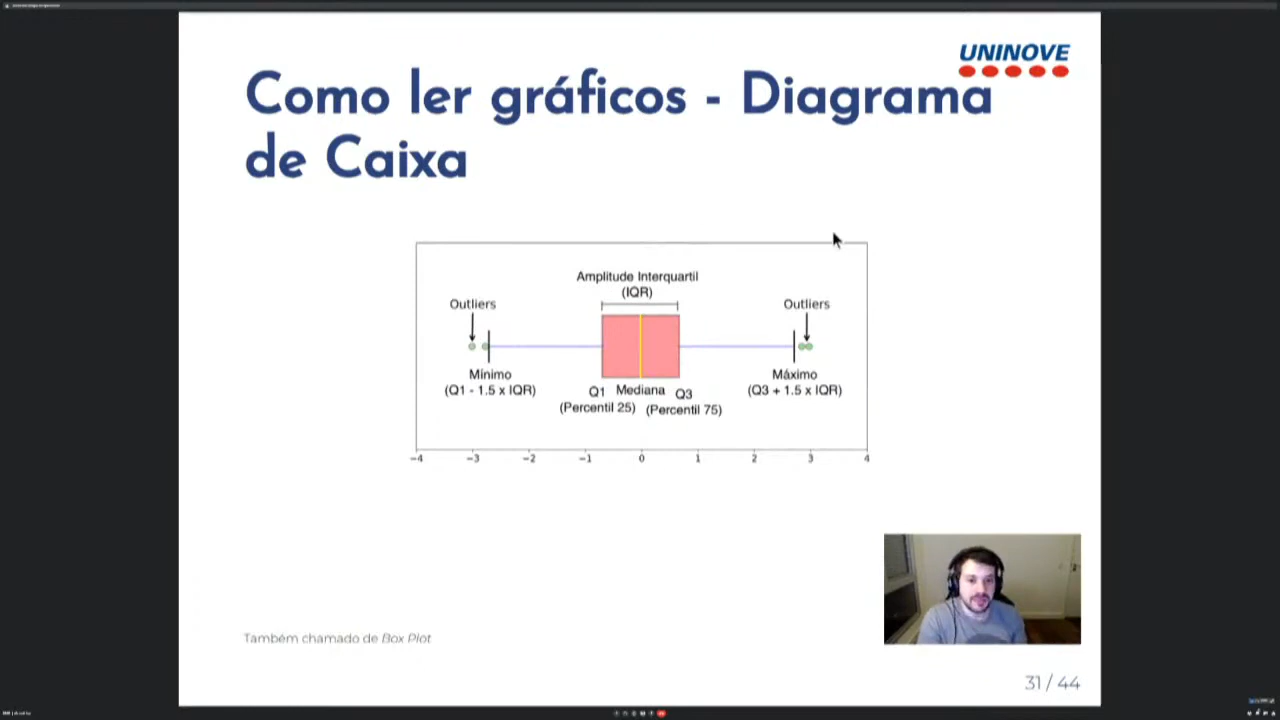 UNINOVE
Como ler gráficos - Diagrama
de Caixa
Amplitude Interquartil
(IQR)
Outliers
Outliers
Mínimo
(Q1 - 1.5 x IQR)
Q1
Mediana
Q3
(Percentil 25)
(Percentil 75)
Máximo
(Q3 + 1.5 x IQR)
−4 −3 −2 −1 0 1 2 3 4
Também chamado de Box Plot
31 / 44